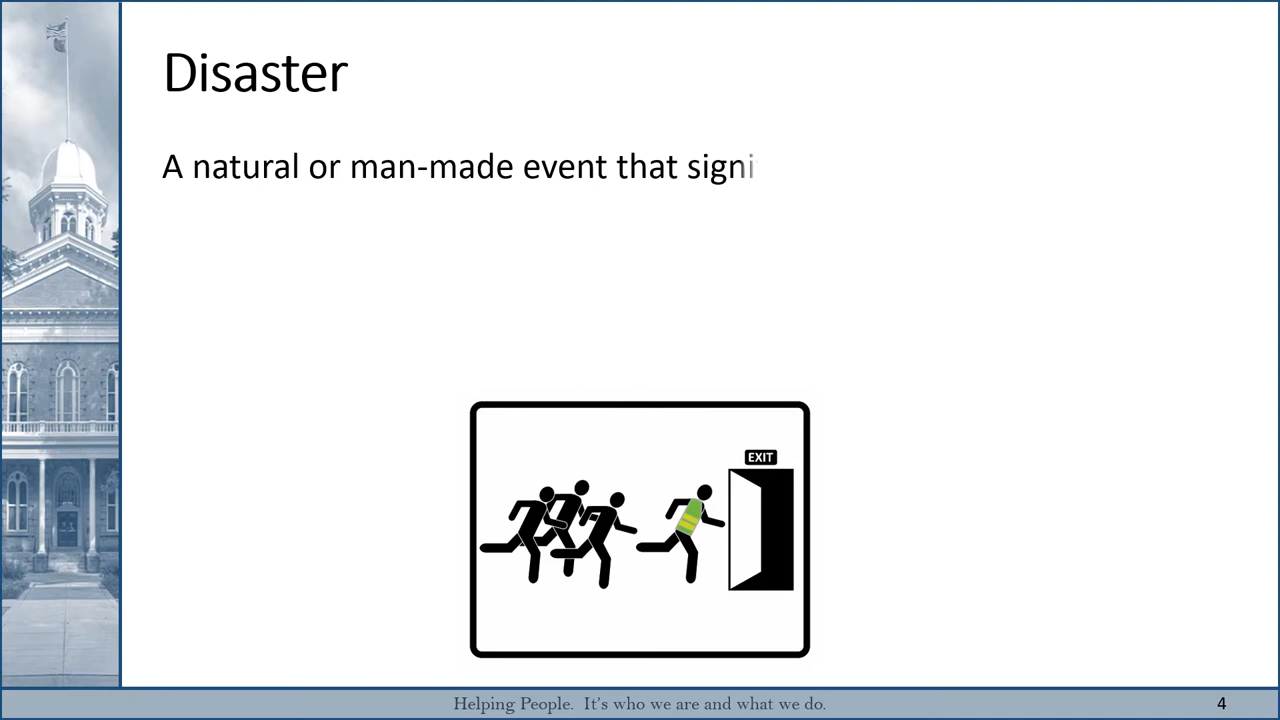 Disaster
A natural or man-made event that signi
EXIT
Helping People. It's who we are and what we do.
4